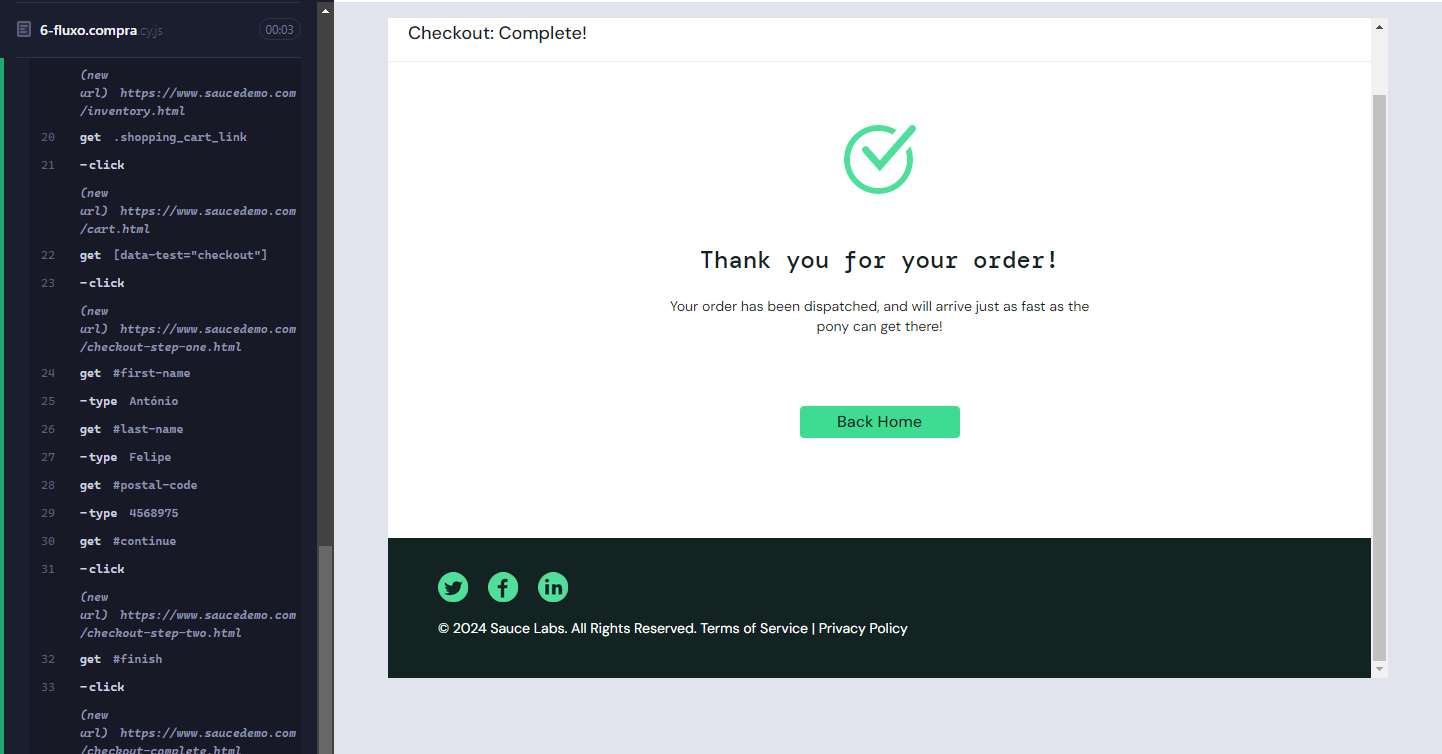 6-fluxo.compra.cy.js 00:03
(new
url) https://www.saucedemo.com
/inventory.html
20 get .shopping_cart_link
21 -click
(new
url) https://www.saucedemo.com
/cart.html
22 get [data-test="checkout"]
23 -click
(new
url) https://www.saucedemo.com
/checkout-step-one.html
24 get #first-name
25 -type António
26 get #last-name
27 -type Felipe
28 get #postal-code
29 -type 4568975
30 get #continue
31 -click
(new
url) https://www.saucedemo.com
/checkout-step-two.html
32 get #finish
33 -click
(new
url) https://www.saucedemo.com
/checkout-complete.html
Checkout: Complete!
Thank you for your order!
Your order has been dispatched, and will arrive just as fast as the
pony can get there!
Back Home
© 2024 Sauce Labs. All Rights Reserved. Terms of Service | Privacy Policy